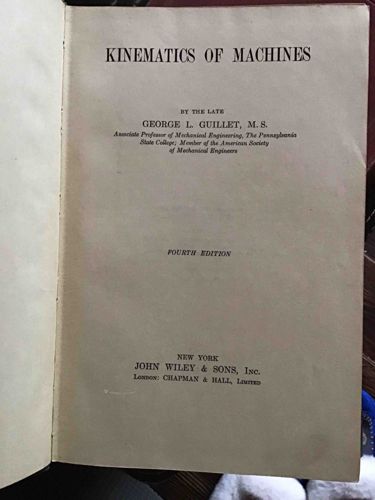 KINEMATICS OF MACHINES
BY THE LATE
GEORGE L. GUILLET, M.S.
Associate Professor of Mechanical Engineering, The Pennsylvania
State College; Member of the American Society
of Mechanical Engineers
FOURTH EDITION
NEW YORK
JOHN WILEY & SONS, INC.
LONDON: CHAPMAN & HALL, LIMITED